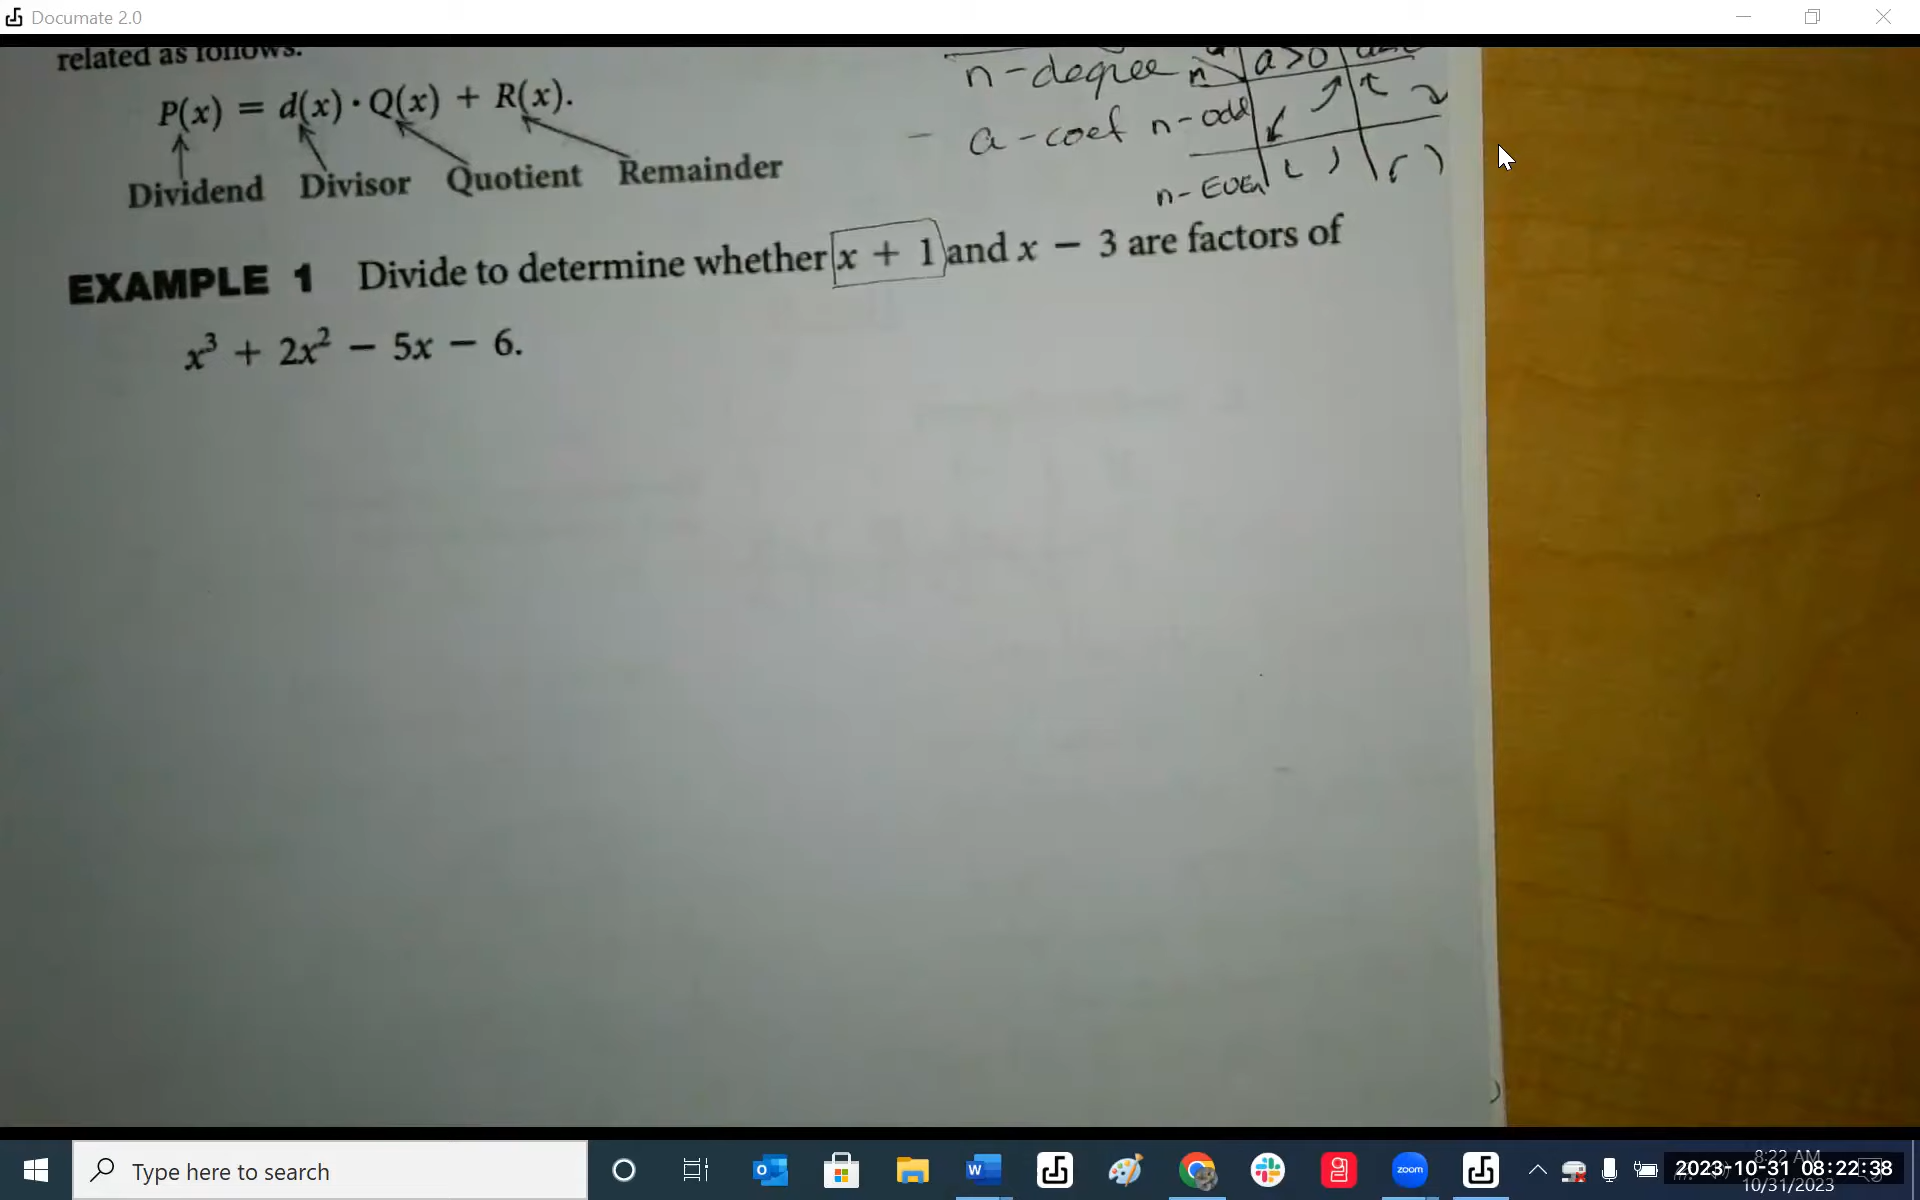 Documate 2.0
related as follows.
P(x) = d(x) · Q(x) + R(x).
Dividend Divisor Quotient Remainder
n-degree n a>0
a-coef n-odd
n-EVEN
EXAMPLE 1 Divide to determine whether x + 1 and x − 3 are factors of
x³ + 2x² − 5x − 6.
Type here to search
8:22 AM
2023-10-31 08:22:38
10/31/2023